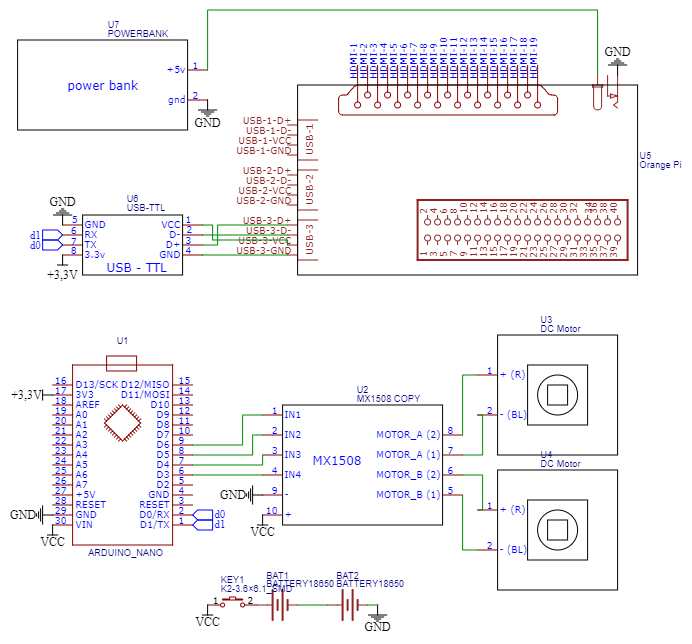 U7
POWERBANK
power bank
+5v
1
gnd
2
GND
HDMI-1
HDMI-2
HDMI-3
HDMI-4
HDMI-5
HDMI-6
HDMI-7
HDMI-8
HDMI-9
HDMI-10
HDMI-11
HDMI-12
HDMI-13
HDMI-14
HDMI-15
HDMI-16
HDMI-17
HDMI-18
HDMI-19
GND
U5
Orange Pi
USB-1-D+
USB-1-D-
USB-1-VCC
USB-1-GND
USB-1
USB-2-D+
USB-2-D-
USB-2-VCC
USB-2-GND
USB-2
USB-3-D+
USB-3-D-
USB-3-VCC
USB-3-GND
USB-3
2 4 6 8 10 12 14 16 18 20 22 24 26 28 30 32 34 36 38 40
1 3 5 7 9 11 13 15 17 19 21 23 25 27 29 31 33 35 37 39
U6
USB-TTL
GND
5 GND VCC 1
d1 6 RX D- 2
d0 7 TX D+ 3
8 3.3v GND 4
USB - TTL
+3,3V
U1
16 D13/SCK D12/MISO 15
+3,3V 17 3V3 D11/MOSI 14
18 AREF D10 13
19 A0 D9 12
20 A1 D8 11
21 A2 D7 10
22 A3 D6 9
23 A4 D5 8
24 A5 D4 7
25 A6 D3 6
26 A7 D2 5
27 +5V GND 4
28 RESET RESET 3
GND 29 GND D0/RX 2 d0
30 VIN D1/TX 1 d1
VCC
ARDUINO_NANO
U2
MX1508 COPY
MX1508
1 IN1
2 IN2 MOTOR_A (2) 8
3 IN3 MOTOR_A (1) 7
4 IN4 MOTOR_B (2) 6
GND 9 - MOTOR_B (1) 5
10 +
VCC
U3
DC Motor
1 + (R)
2 - (BL)
U4
DC Motor
1 + (R)
2 - (BL)
KEY1
K2-3.6×6.1_SMD
1 2
VCC
BAT1
BATTERY18650
BAT2
BATTERY18650
GND